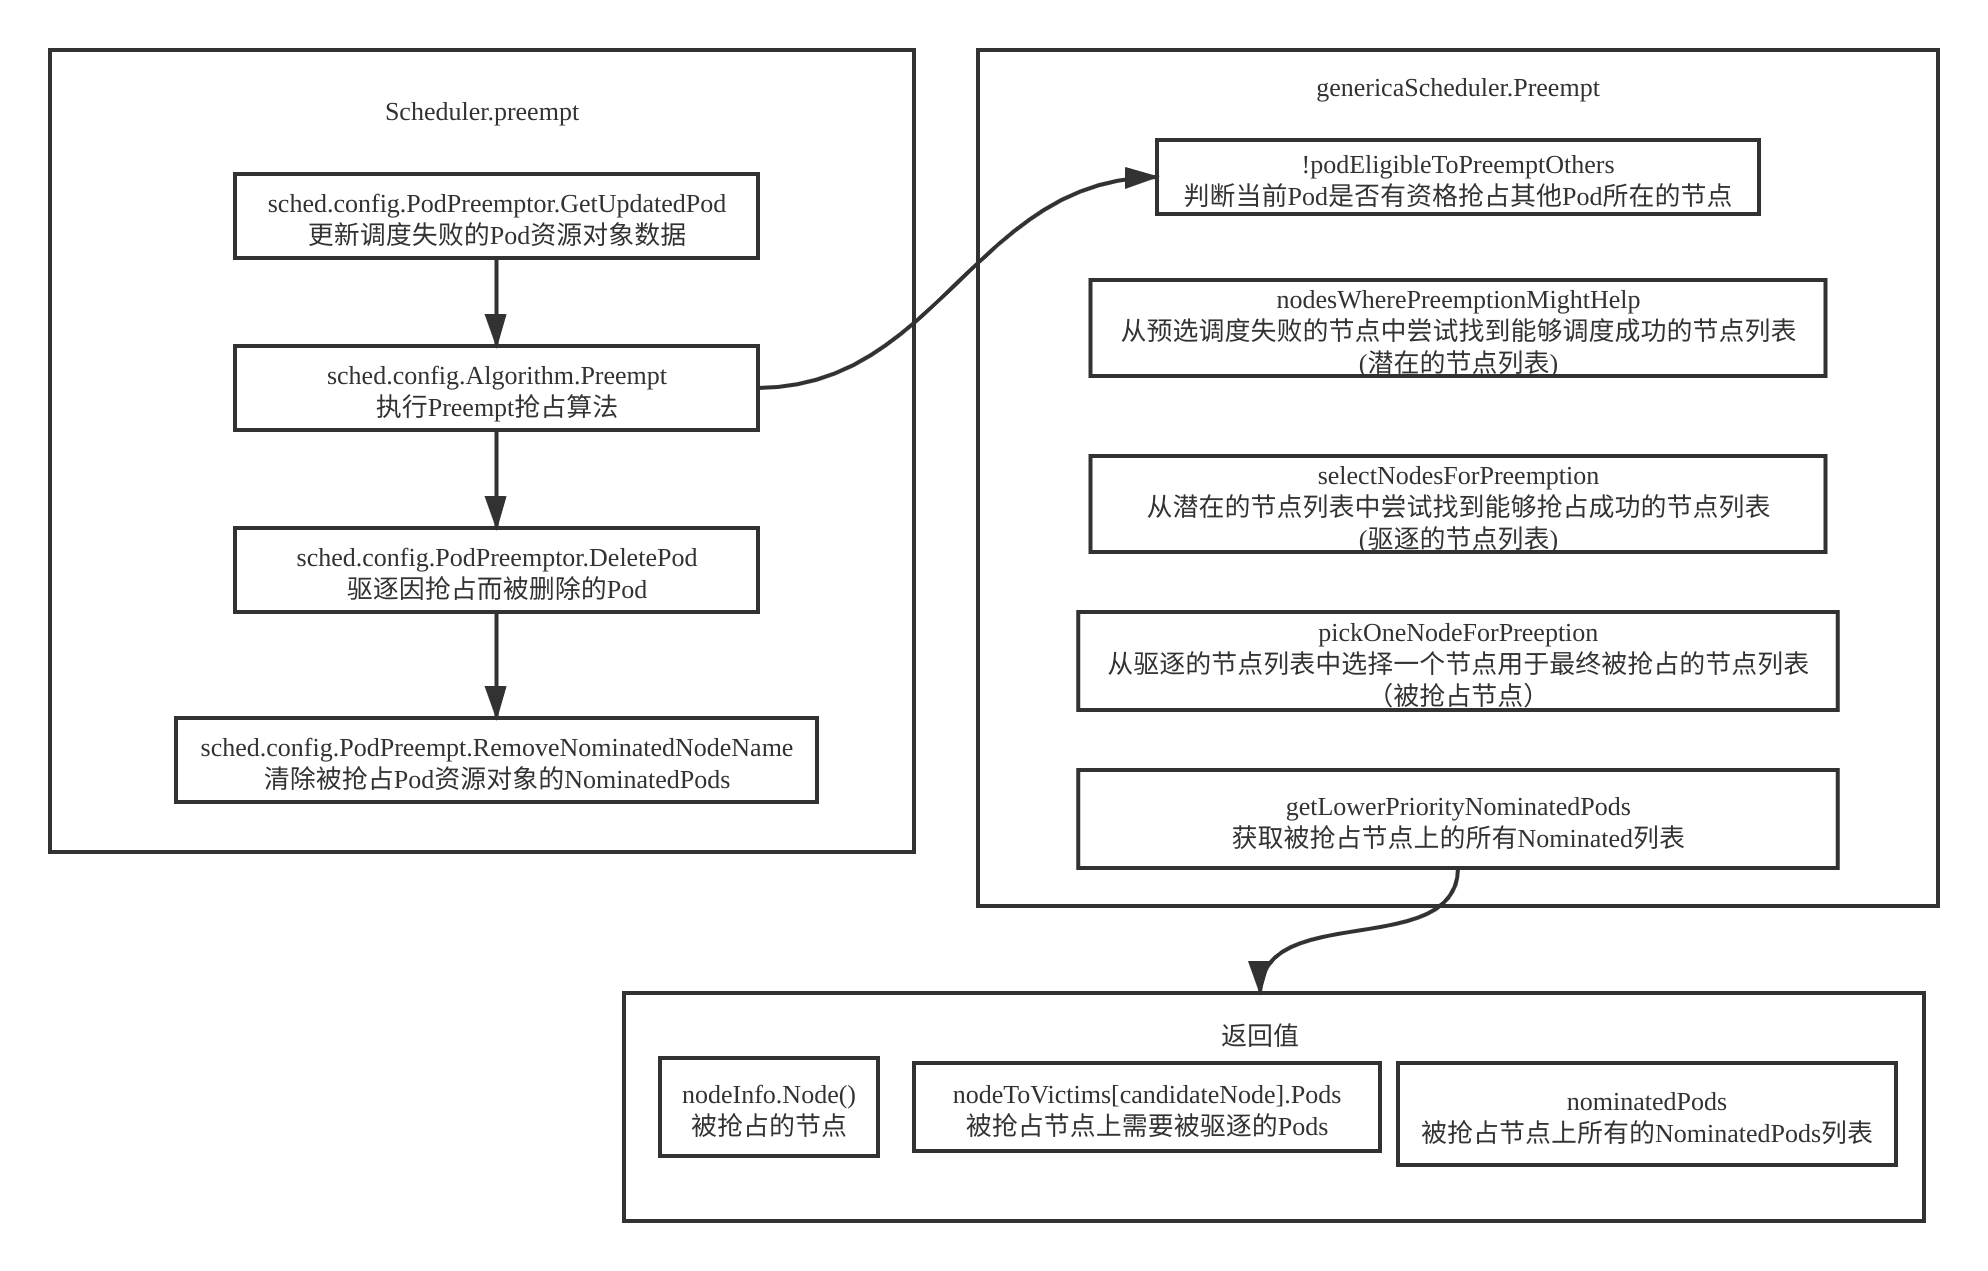 Scheduler.preempt
sched.config.PodPreemptor.GetUpdatedPod
更新调度失败的Pod资源对象数据
sched.config.Algorithm.Preempt
执行Preempt抢占算法
sched.config.PodPreemptor.DeletePod
驱逐因抢占而被删除的Pod
sched.config.PodPreempt.RemoveNominatedNodeName
清除被抢占Pod资源对象的NominatedPods
genericaScheduler.Preempt
!podEligibleToPreemptOthers
判断当前Pod是否有资格抢占其他Pod所在的节点
nodesWherePreemptionMightHelp
从预选调度失败的节点中尝试找到能够调度成功的节点列表
(潜在的节点列表)
selectNodesForPreemption
从潜在的节点列表中尝试找到能够抢占成功的节点列表
(驱逐的节点列表)
pickOneNodeForPreeption
从驱逐的节点列表中选择一个节点用于最终被抢占的节点列表
（被抢占节点）
getLowerPriorityNominatedPods
获取被抢占节点上的所有Nominated列表
返回值
nodeInfo.Node()
被抢占的节点
nodeToVictims[candidateNode].Pods
被抢占节点上需要被驱逐的Pods
nominatedPods
被抢占节点上所有的NominatedPods列表